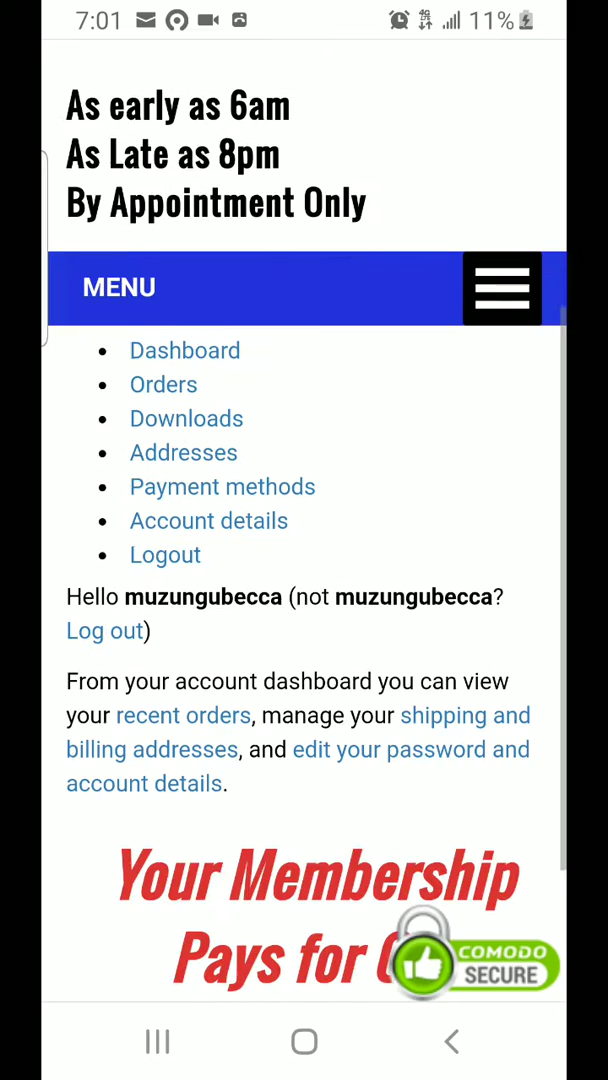 7:01
4G
11%
As early as 6am
As Late as 8pm
By Appointment Only
MENU
Dashboard
Orders
Downloads
Addresses
Payment methods
Account details
Logout
Hello muzungubecca (not muzungubecca?
Log out)
From your account dashboard you can view
your recent orders, manage your shipping and
billing addresses, and edit your password and
account details.
Your Membership
Pays for
COMODO
SECURE